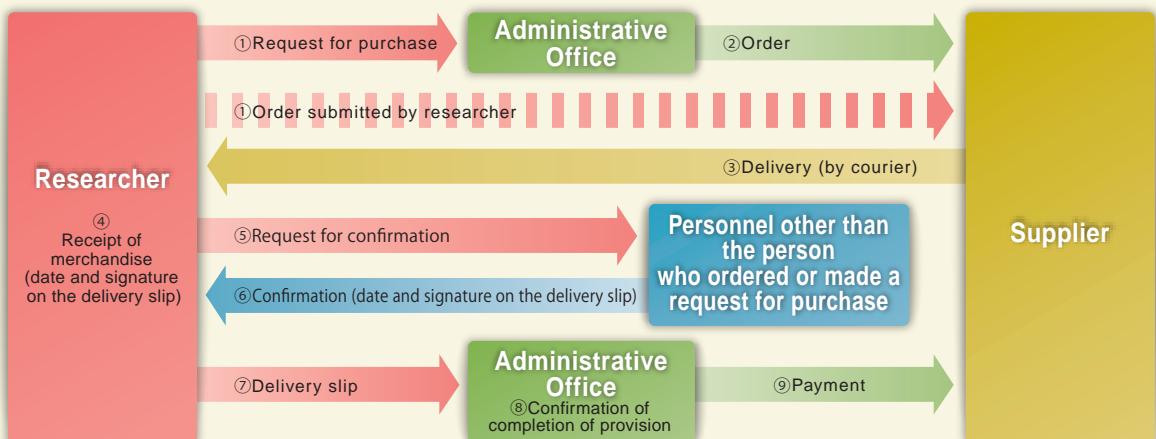 ①Request for purchase
Administrative
Office
②Order
①Order submitted by researcher
③Delivery (by courier)
Researcher
④
Receipt of
merchandise
(date and signature
on the delivery slip)
⑤Request for confirmation
Personnel other than
the person
who ordered or made a
request for purchase
Supplier
⑥Confirmation (date and signature on the delivery slip)
⑦Delivery slip
Administrative
Office
⑧Confirmation of
completion of provision
⑨Payment